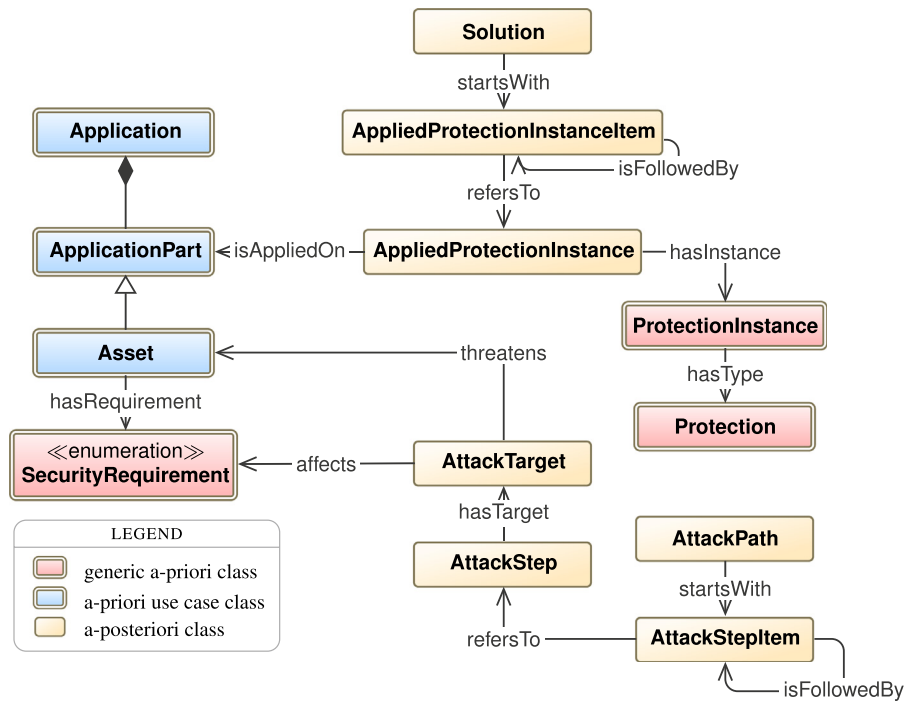 Solution
startsWith
Application
AppliedProtectionInstanceItem
isFollowedBy
refersTo
ApplicationPart
isAppliedOn
AppliedProtectionInstance
hasInstance
ProtectionInstance
Asset
threatens
hasType
hasRequirement
Protection
≪enumeration≫
SecurityRequirement
affects
AttackTarget
hasTarget
LEGEND
generic a-priori class
a-priori use case class
a-posteriori class
AttackStep
AttackPath
startsWith
refersTo
AttackStepItem
isFollowedBy